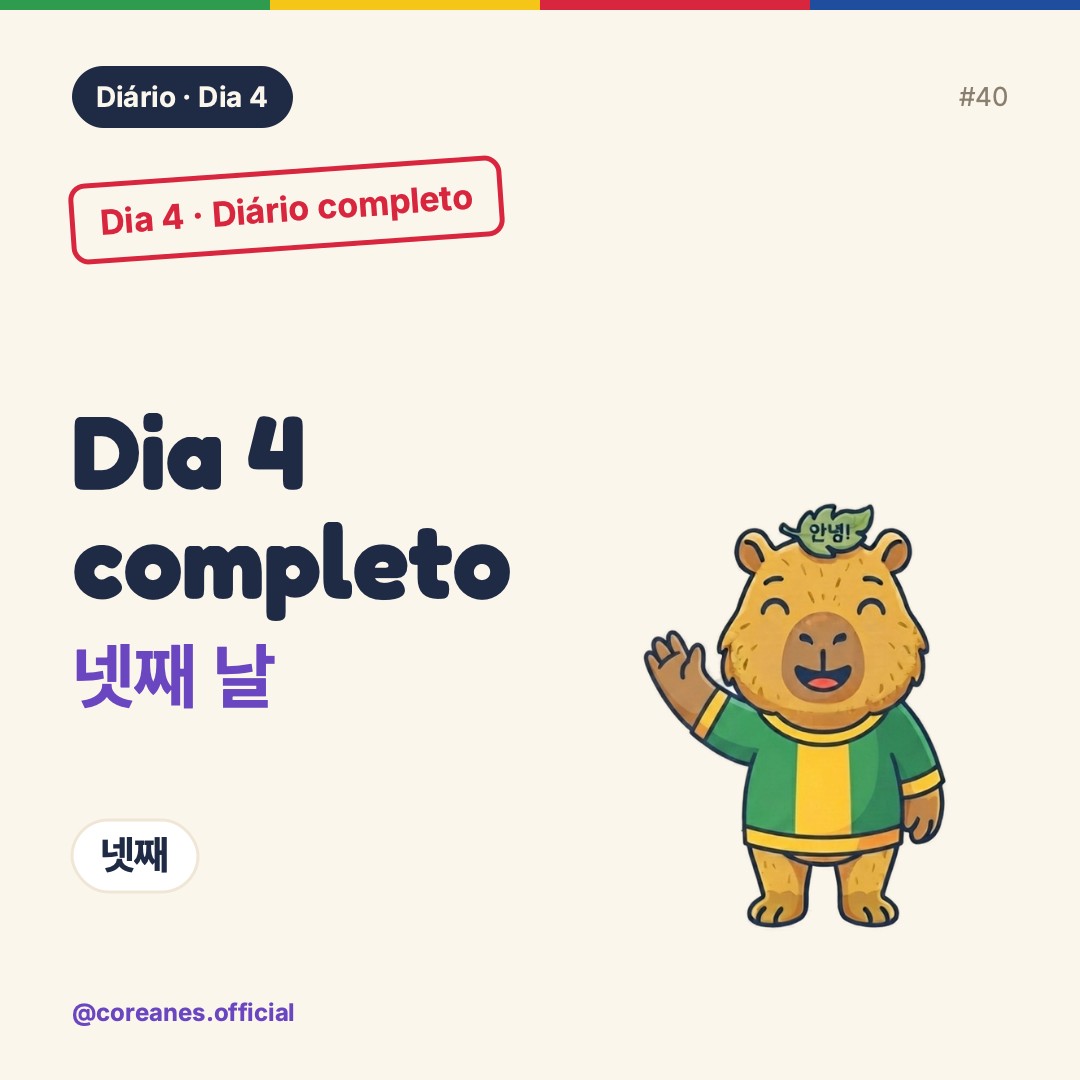 Diário · Dia 4
#40
Dia 4 · Diário completo
Dia 4
completo
넷째 날
안녕!
넷째
@coreanes.official